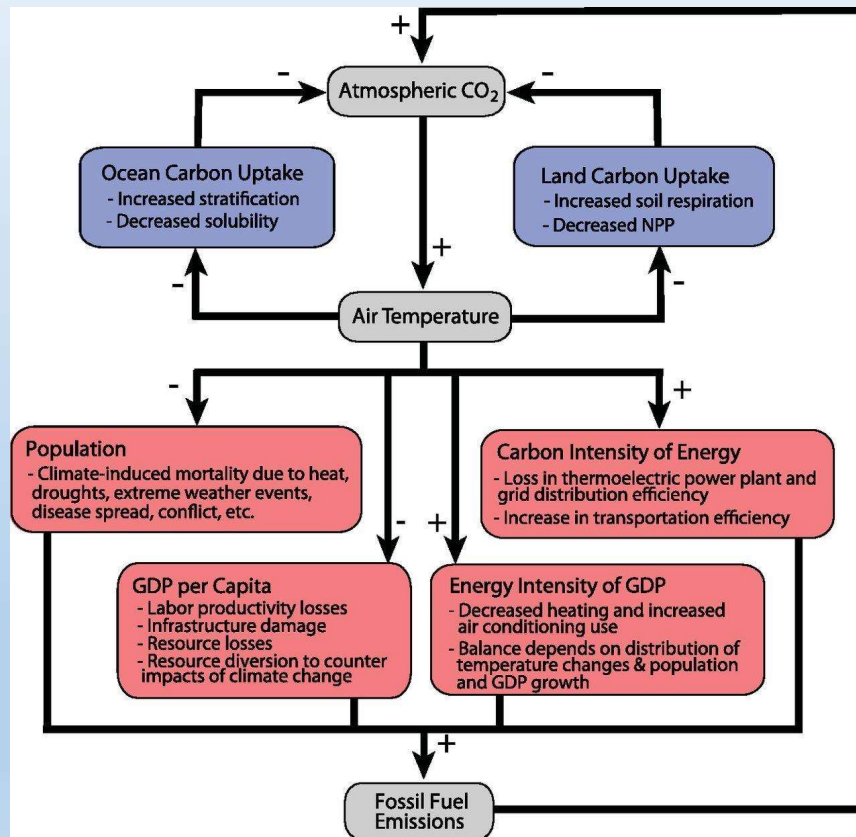 +
Atmospheric CO₂
-
-
Ocean Carbon Uptake
- Increased stratification
- Decreased solubility
Land Carbon Uptake
- Increased soil respiration
- Decreased NPP
+
-
-
Air Temperature
-
+
Population
- Climate-induced mortality due to heat,
droughts, extreme weather events,
disease spread, conflict, etc.
Carbon Intensity of Energy
- Loss in thermoelectric power plant and
grid distribution efficiency
- Increase in transportation efficiency
-
+
GDP per Capita
- Labor productivity losses
- Infrastructure damage
- Resource losses
- Resource diversion to counter
impacts of climate change
Energy Intensity of GDP
- Decreased heating and increased
air conditioning use
- Balance depends on distribution of
temperature changes & population
and GDP growth
+
Fossil Fuel
Emissions